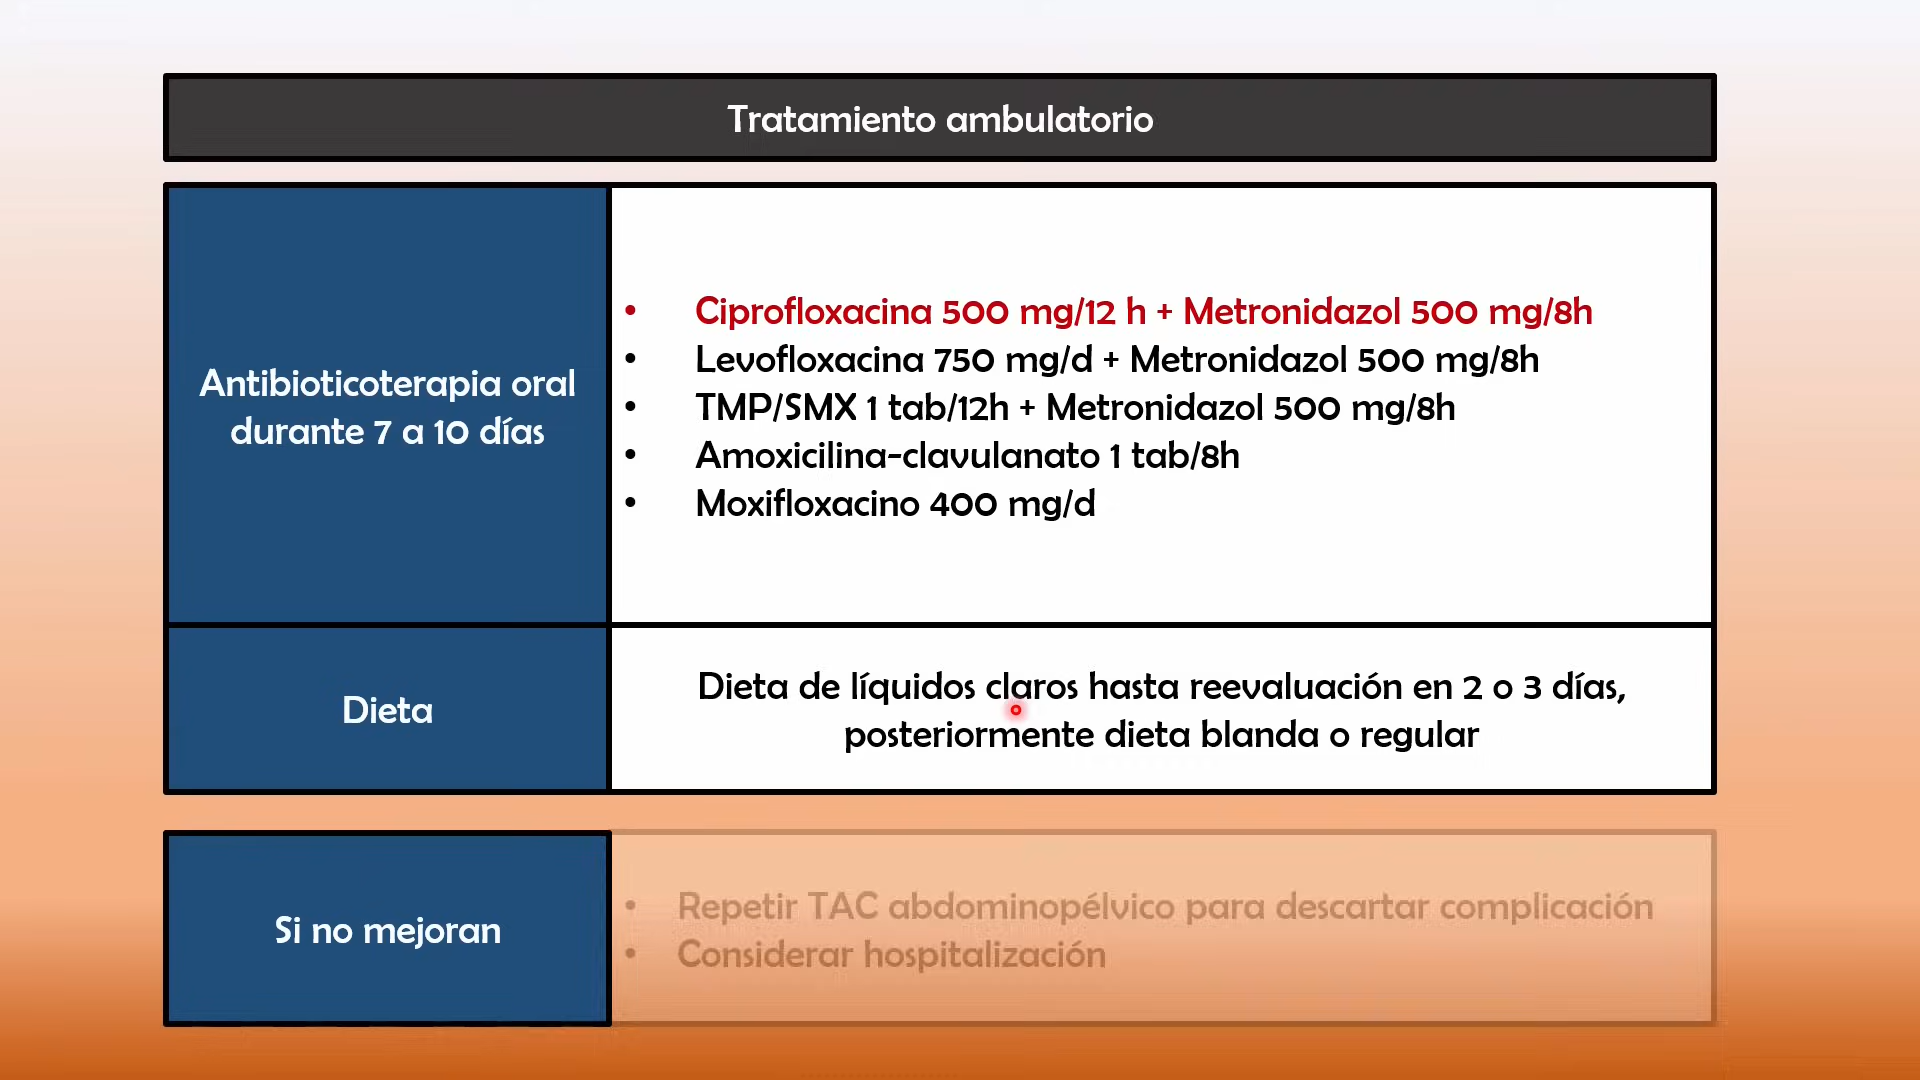 Tratamiento ambulatorio
Antibioticoterapia oral
durante 7 a 10 días
• Ciprofloxacina 500 mg/12 h + Metronidazol 500 mg/8h
• Levofloxacina 750 mg/d + Metronidazol 500 mg/8h
• TMP/SMX 1 tab/12h + Metronidazol 500 mg/8h
• Amoxicilina-clavulanato 1 tab/8h
• Moxifloxacino 400 mg/d
Dieta
Dieta de líquidos claros hasta reevaluación en 2 o 3 días,
posteriormente dieta blanda o regular
Si no mejoran
• Repetir TAC abdominopélvico para descartar complicación
• Considerar hospitalización